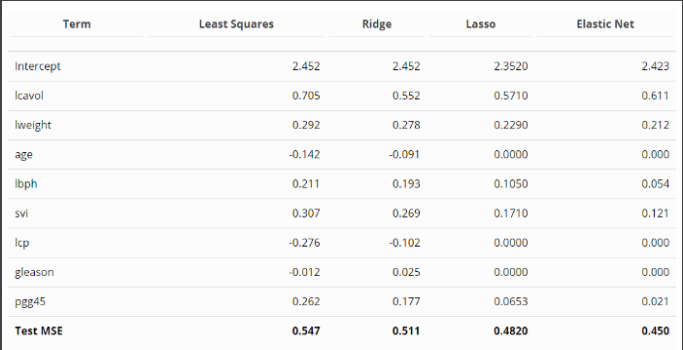 Term Least Squares Ridge Lasso Elastic Net
Intercept 2.452 2.452 2.3520 2.423
lcavol 0.705 0.552 0.5710 0.611
lweight 0.292 0.278 0.2290 0.212
age -0.142 -0.091 0.0000 0.000
lbph 0.211 0.193 0.1050 0.054
svi 0.307 0.269 0.1710 0.121
lcp -0.276 -0.102 0.0000 0.000
gleason -0.012 0.025 0.0000 0.000
pgg45 0.262 0.177 0.0653 0.021
Test MSE 0.547 0.511 0.4820 0.450